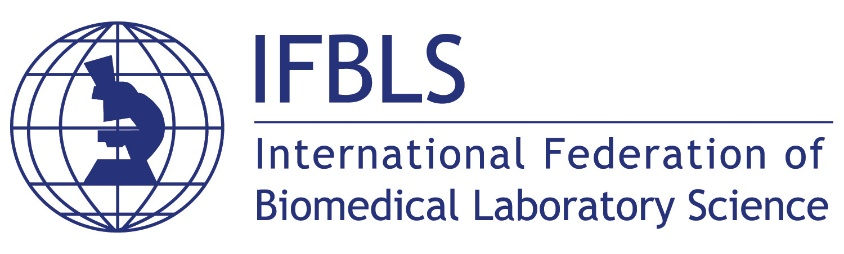 IFBLS
International Federation of
Biomedical Laboratory Science